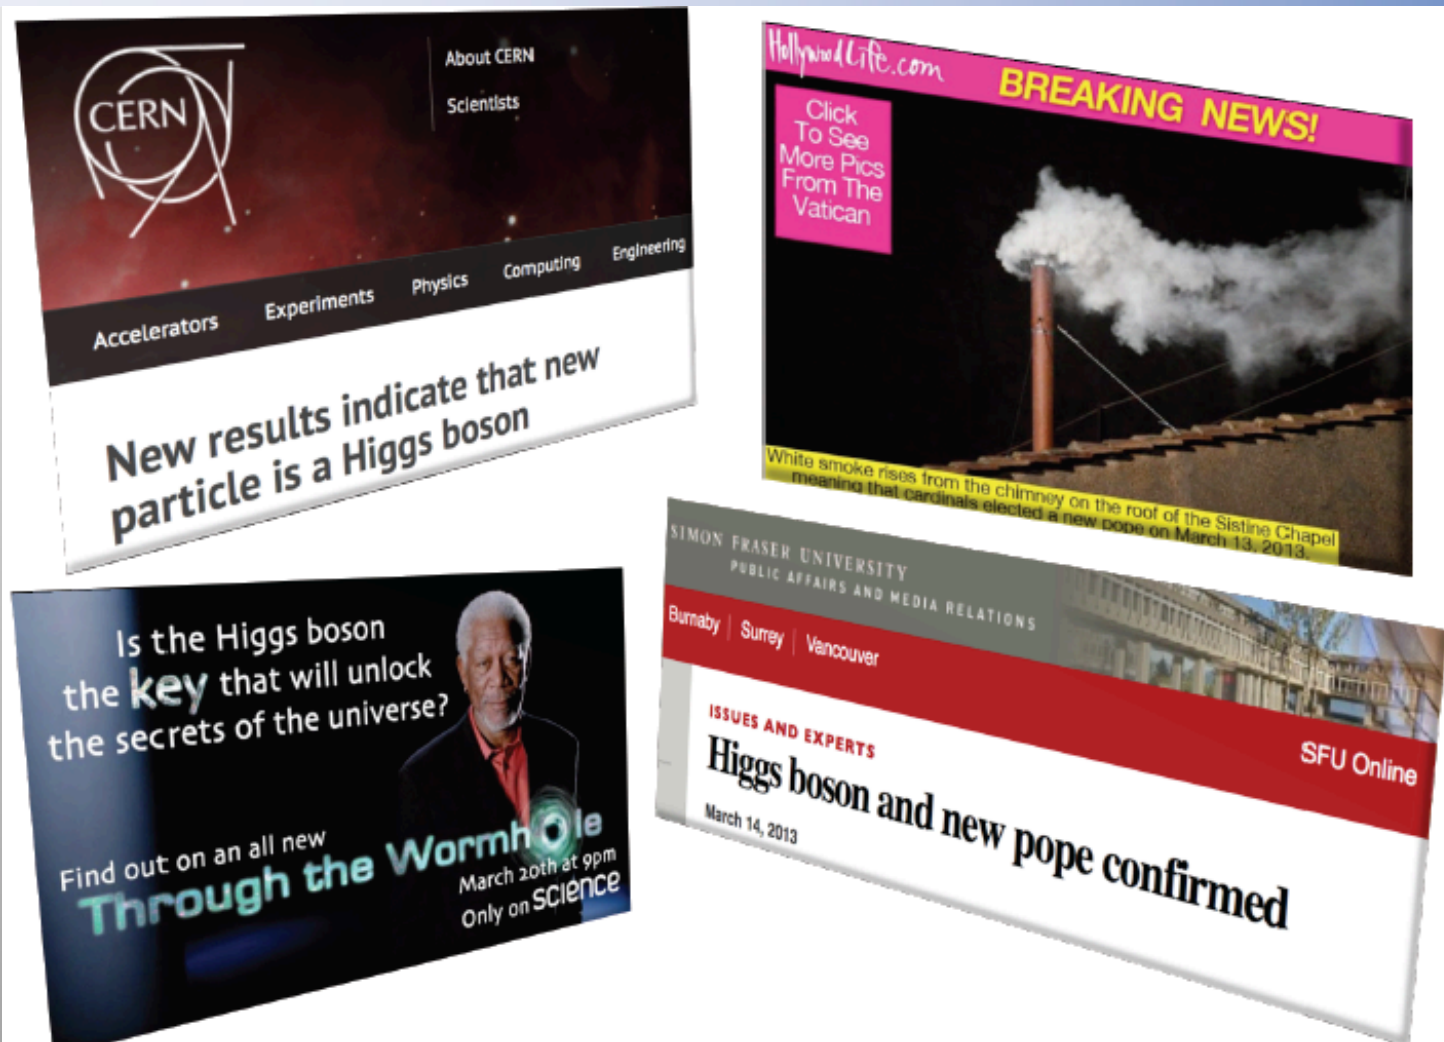 CERN
About CERN
Scientists
Accelerators
Experiments
Physics
Computing
Engineering
New results indicate that new
particle is a Higgs boson
HollywoodLife.com
BREAKING NEWS!
Click
To See
More Pics
From The
Vatican
White smoke rises from the chimney on the roof of the Sistine Chapel
meaning that cardinals elected a new pope on March 13, 2013.
Is the Higgs boson
the key that will unlock
the secrets of the universe?
Find out on an all new
Through the Wormhole
March 20th at 9pm
Only on SCIENCE
SIMON FRASER UNIVERSITY
PUBLIC AFFAIRS AND MEDIA RELATIONS
Burnaby | Surrey | Vancouver
SFU Online
ISSUES AND EXPERTS
Higgs boson and new pope confirmed
March 14, 2013